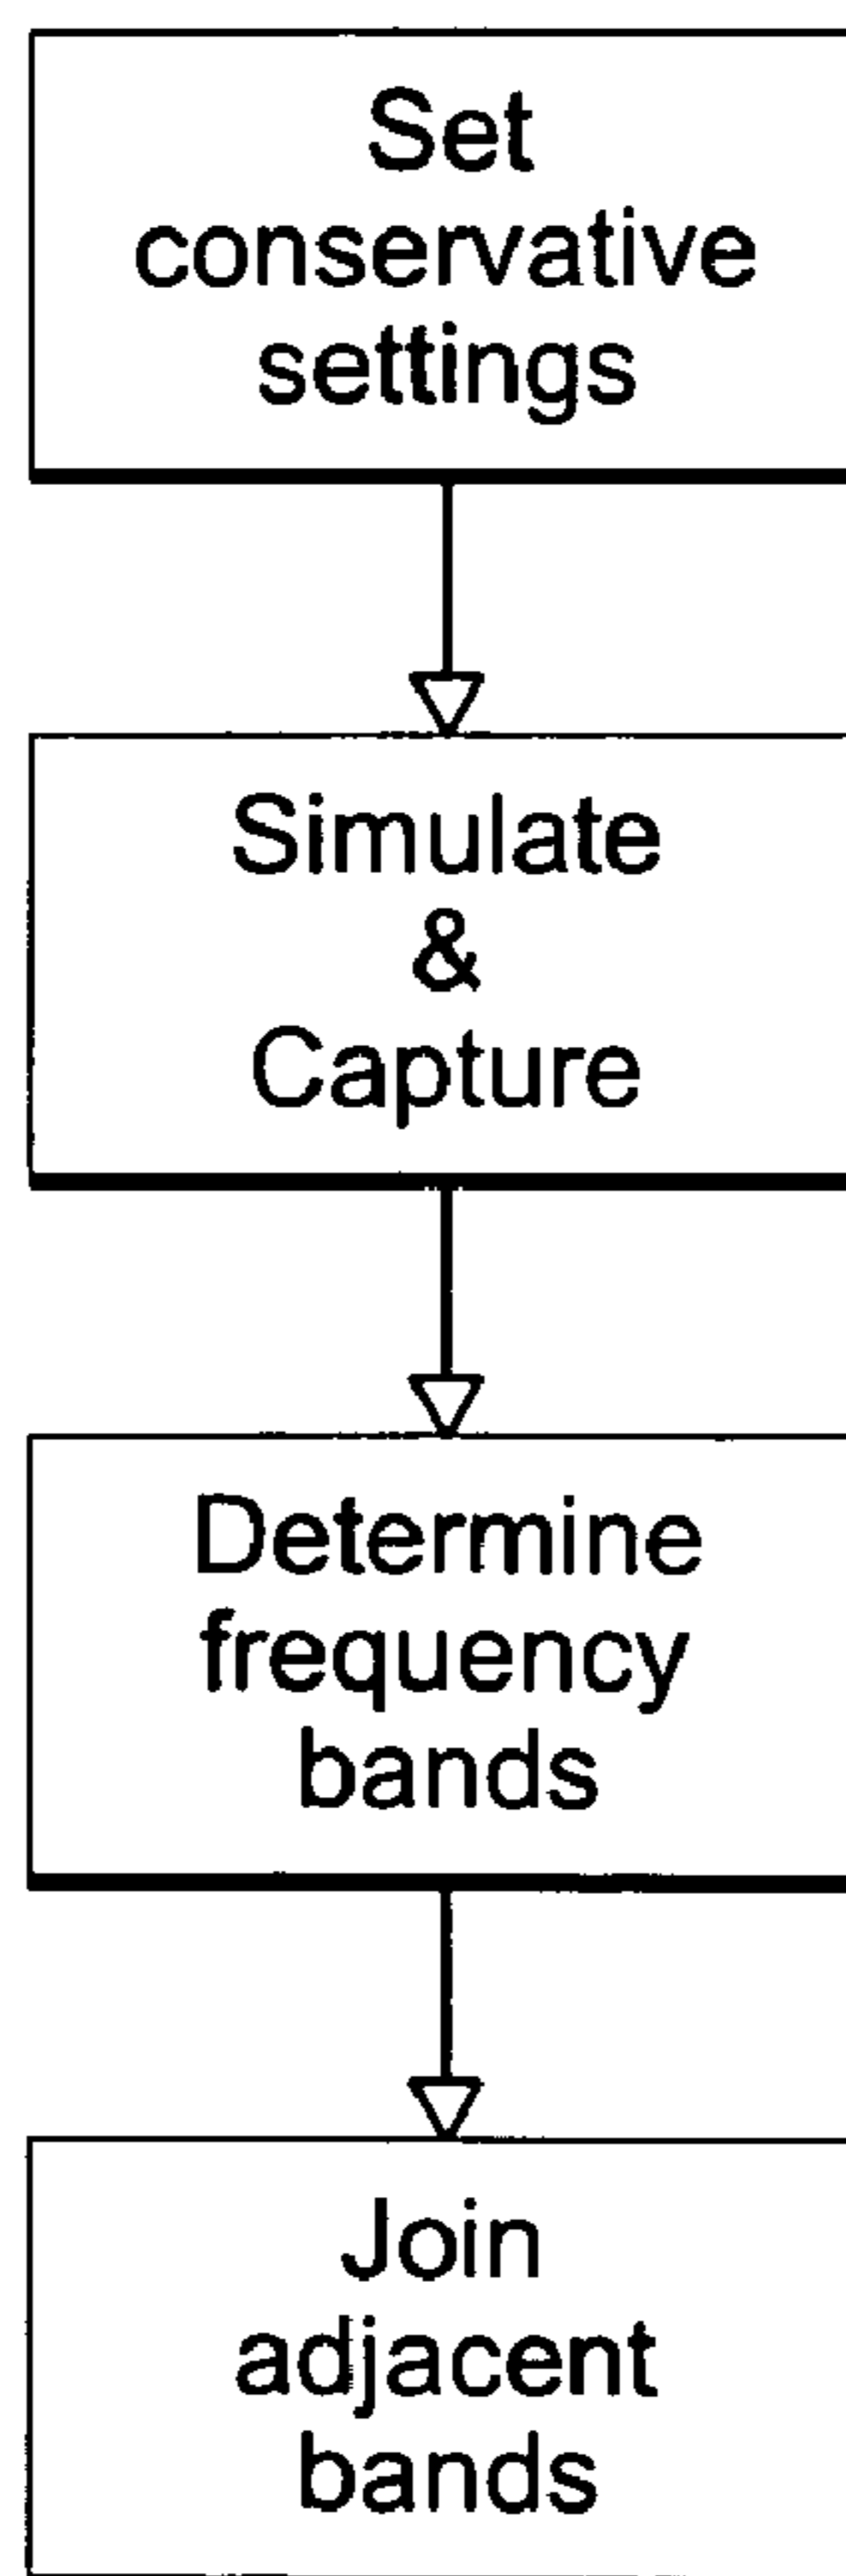 Set
conservative
settings
Simulate
&
Capture
Determine
frequency
bands
Join
adjacent
bands